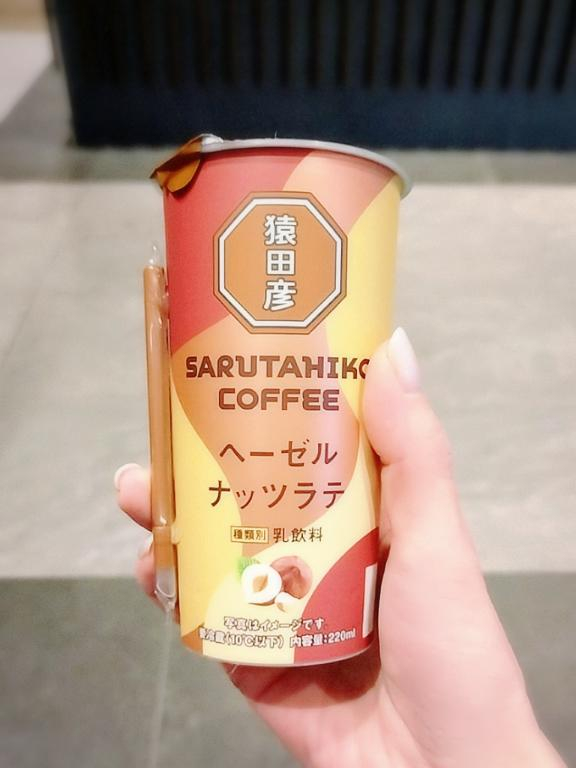 猿田彦
SARUTAHIKO
COFFEE
ヘーゼル
ナッツラテ
種類別 乳飲料
写真はイメージです。
要冷蔵(10℃以下) 内容量:220ml